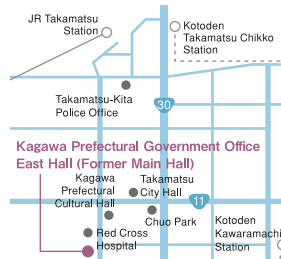 JR Takamatsu
Station
Kotoden
Takamatsu Chikko
Station
Takamatsu-Kita
Police Office
30
Kagawa Prefectural Government Office
East Hall (Former Main Hall)
Kagawa
Prefectural
Cultural Hall
Takamatsu
City Hall
11
Chuo Park
Kotoden
Kawaramachi
Station
Red Cross
Hospital